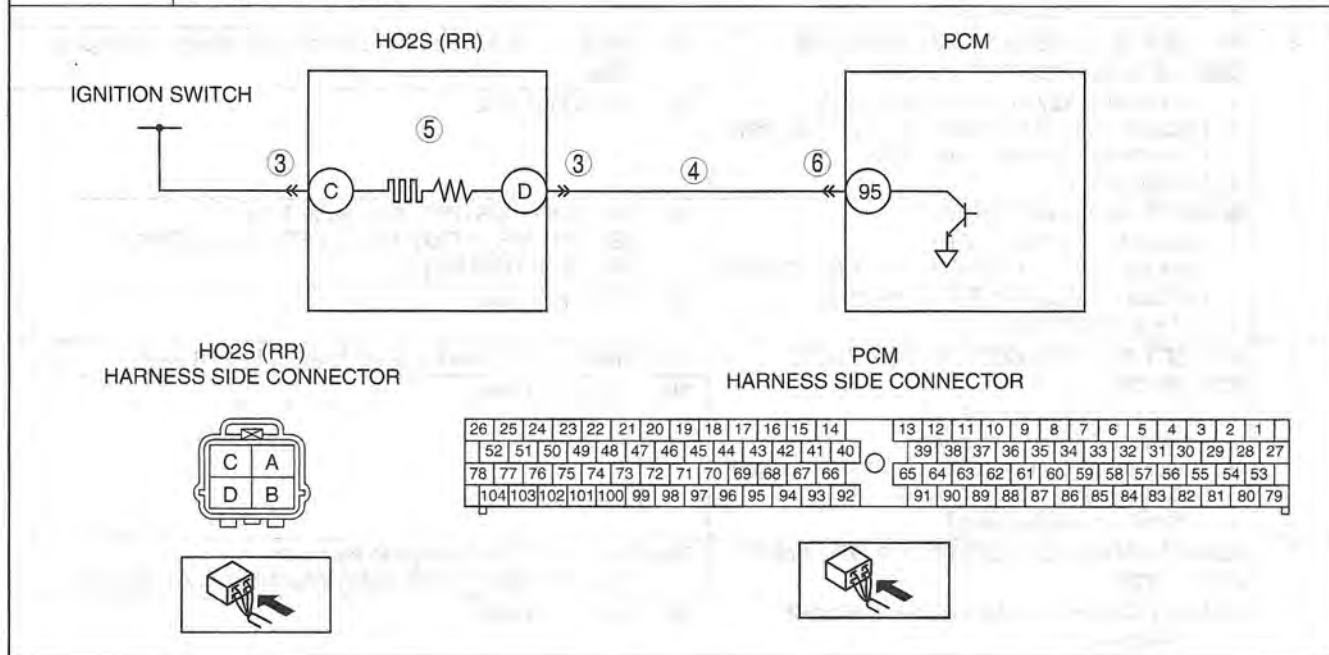 HO2S (RR)
PCM
IGNITION SWITCH
③
C
⑤
D
③
④
⑥
95
HO2S (RR)
HARNESS SIDE CONNECTOR
PCM
HARNESS SIDE CONNECTOR
C A
D B
26 25 24 23 22 21 20 19 18 17 16 15 14 13 12 11 10 9 8 7 6 5 4 3 2 1
52 51 50 49 48 47 46 45 44 43 42 41 40 39 38 37 36 35 34 33 32 31 30 29 28 27
78 77 76 75 74 73 72 71 70 69 68 67 66 65 64 63 62 61 60 59 58 57 56 55 54 53
104 103 102 101 100 99 98 97 96 95 94 93 92 91 90 89 88 87 86 85 84 83 82 81 80 79